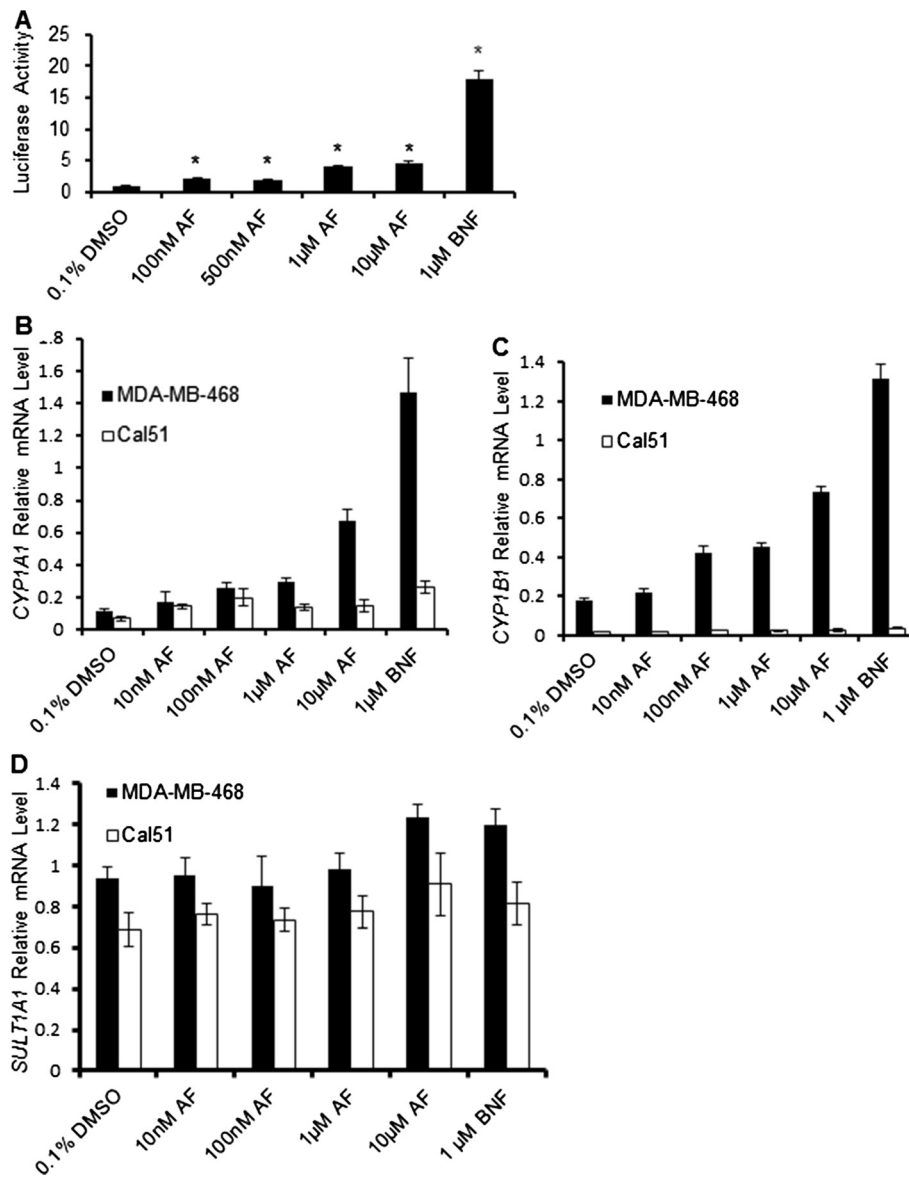 A
Luciferase Activity
25
20
15
10
5
0
*
*
*
*
*
0.1% DMSO
100nM AF
500nM AF
1µM AF
10µM AF
1µM BNF
B
CYP1A1 Relative mRNA Level
1.6
1.4
1.2
1
0.8
0.6
0.4
0.2
0
MDA-MB-468
Cal51
0.1% DMSO
10nM AF
100nM AF
1µM AF
10µM AF
1µM BNF
C
CYP1B1 Relative mRNA Level
1.4
1.2
1
0.8
0.6
0.4
0.2
0
MDA-MB-468
Cal51
0.1% DMSO
10nM AF
100nM AF
1µM AF
10µM AF
1 µM BNF
D
SULT1A1 Relative mRNA Level
1.4
1.2
1
0.8
0.6
0.4
0.2
0
MDA-MB-468
Cal51
0.1% DMSO
10nM AF
100nM AF
1µM AF
10µM AF
1 µM BNF